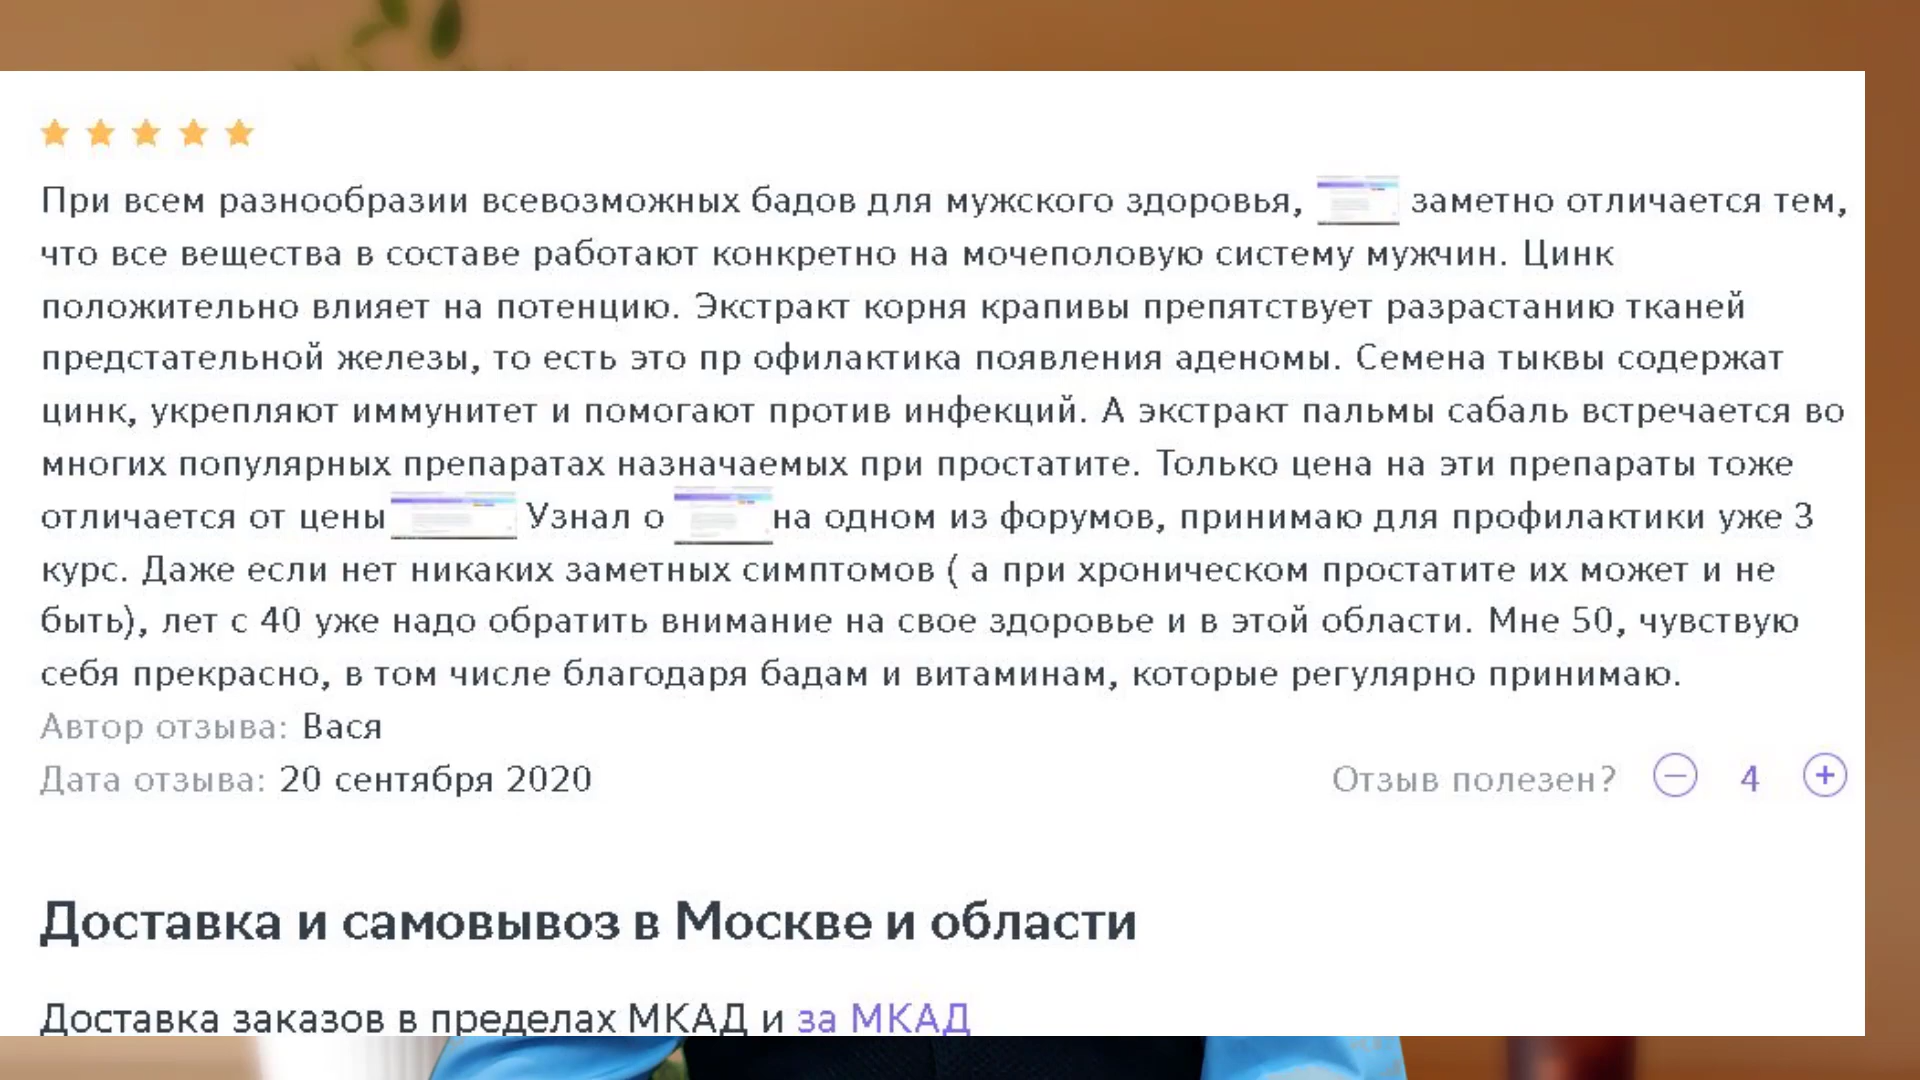 При всем разнообразии всевозможных бадов для мужского здоровья, заметно отличается тем,
что все вещества в составе работают конкретно на мочеполовую систему мужчин. Цинк
положительно влияет на потенцию. Экстракт корня крапивы препятствует разрастанию тканей
предстательной железы, то есть это пр офилактика появления аденомы. Семена тыквы содержат
цинк, укрепляют иммунитет и помогают против инфекций. А экстракт пальмы сабаль встречается во
многих популярных препаратах назначаемых при простатите. Только цена на эти препараты тоже
отличается от цены Узнал о на одном из форумов, принимаю для профилактики уже 3
курс. Даже если нет никаких заметных симптомов ( а при хроническом простатите их может и не
быть), лет с 40 уже надо обратить внимание на свое здоровье и в этой области. Мне 50, чувствую
себя прекрасно, в том числе благодаря бадам и витаминам, которые регулярно принимаю.
Автор отзыва: Вася
Дата отзыва: 20 сентября 2020
Отзыв полезен? − 4 +
Доставка и самовывоз в Москве и области
Доставка заказов в пределах МКАД и за МКАД